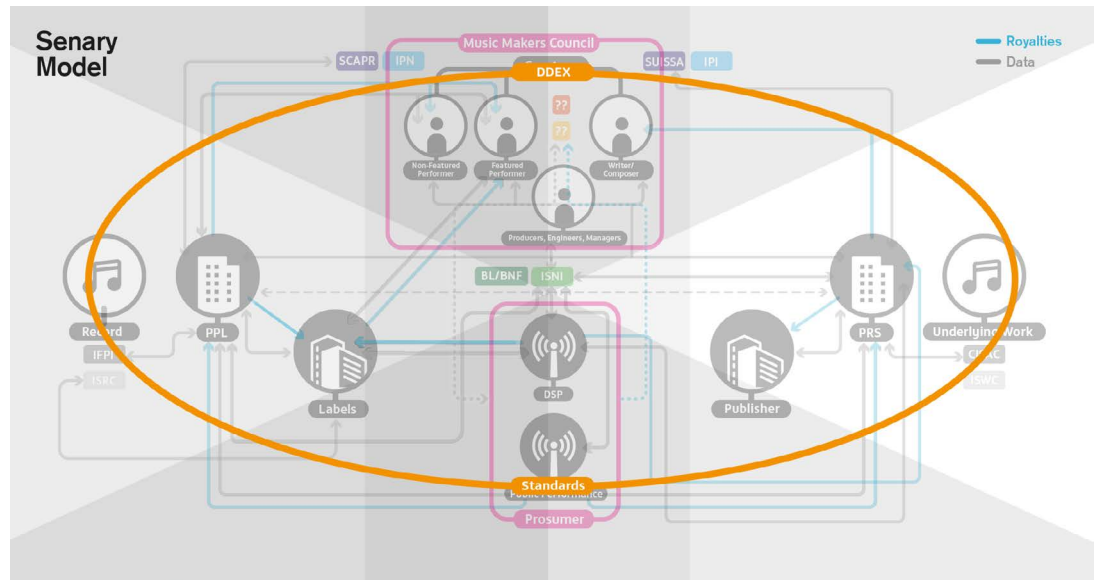 Senary
Model
Royalties
Data
Music Makers Council
SCAPR
IPN
SUISSA
IPI
DDEX
??
??
Non-Featured
Performer
Featured
Performer
Writer/
Composer
Producers, Engineers, Managers
BL/BNF
ISNI
Record
IFPI
ISRC
PPL
Labels
DSP
Publisher
PRS
Underlying Work
ISWC
Standards
Public Performance
Prosumer